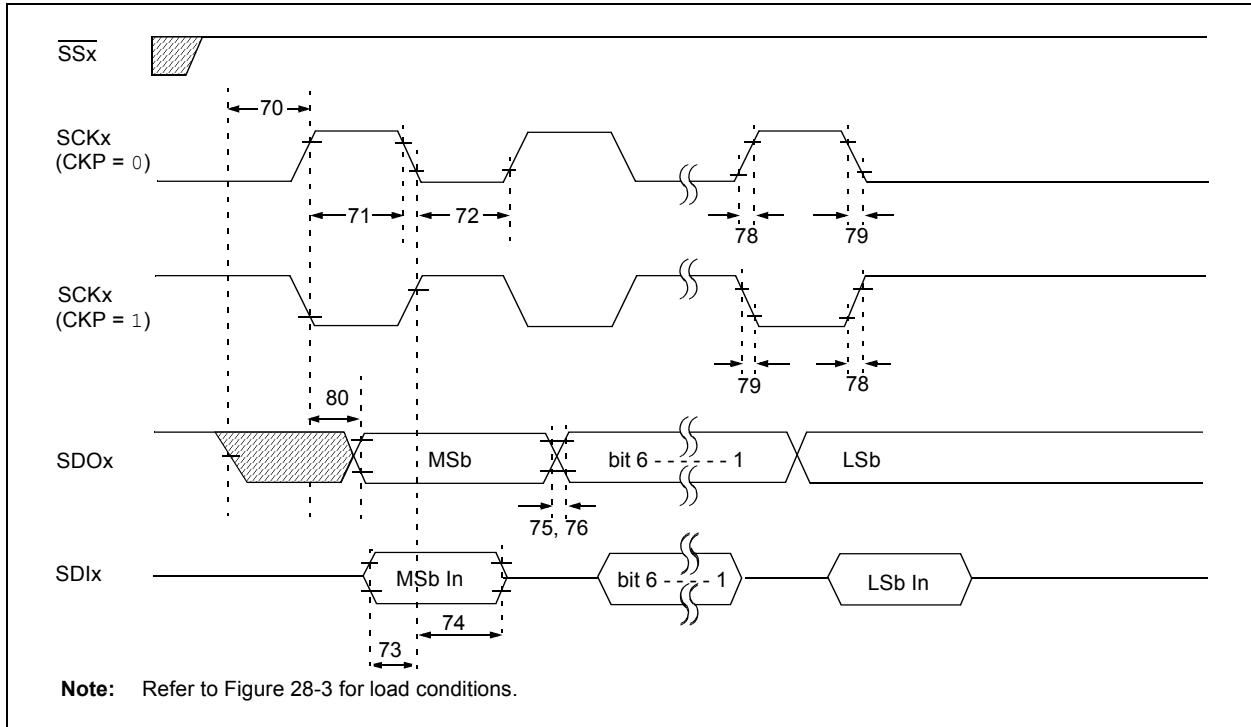 SSx
70
SCKx
(CKP = 0)
71
72
78
79
SCKx
(CKP = 1)
79
78
80
SDOx
MSb
bit 6 - - - - - - 1
LSb
75, 76
SDIx
MSb In
bit 6 - - - - 1
LSb In
74
73
Note: Refer to Figure 28-3 for load conditions.